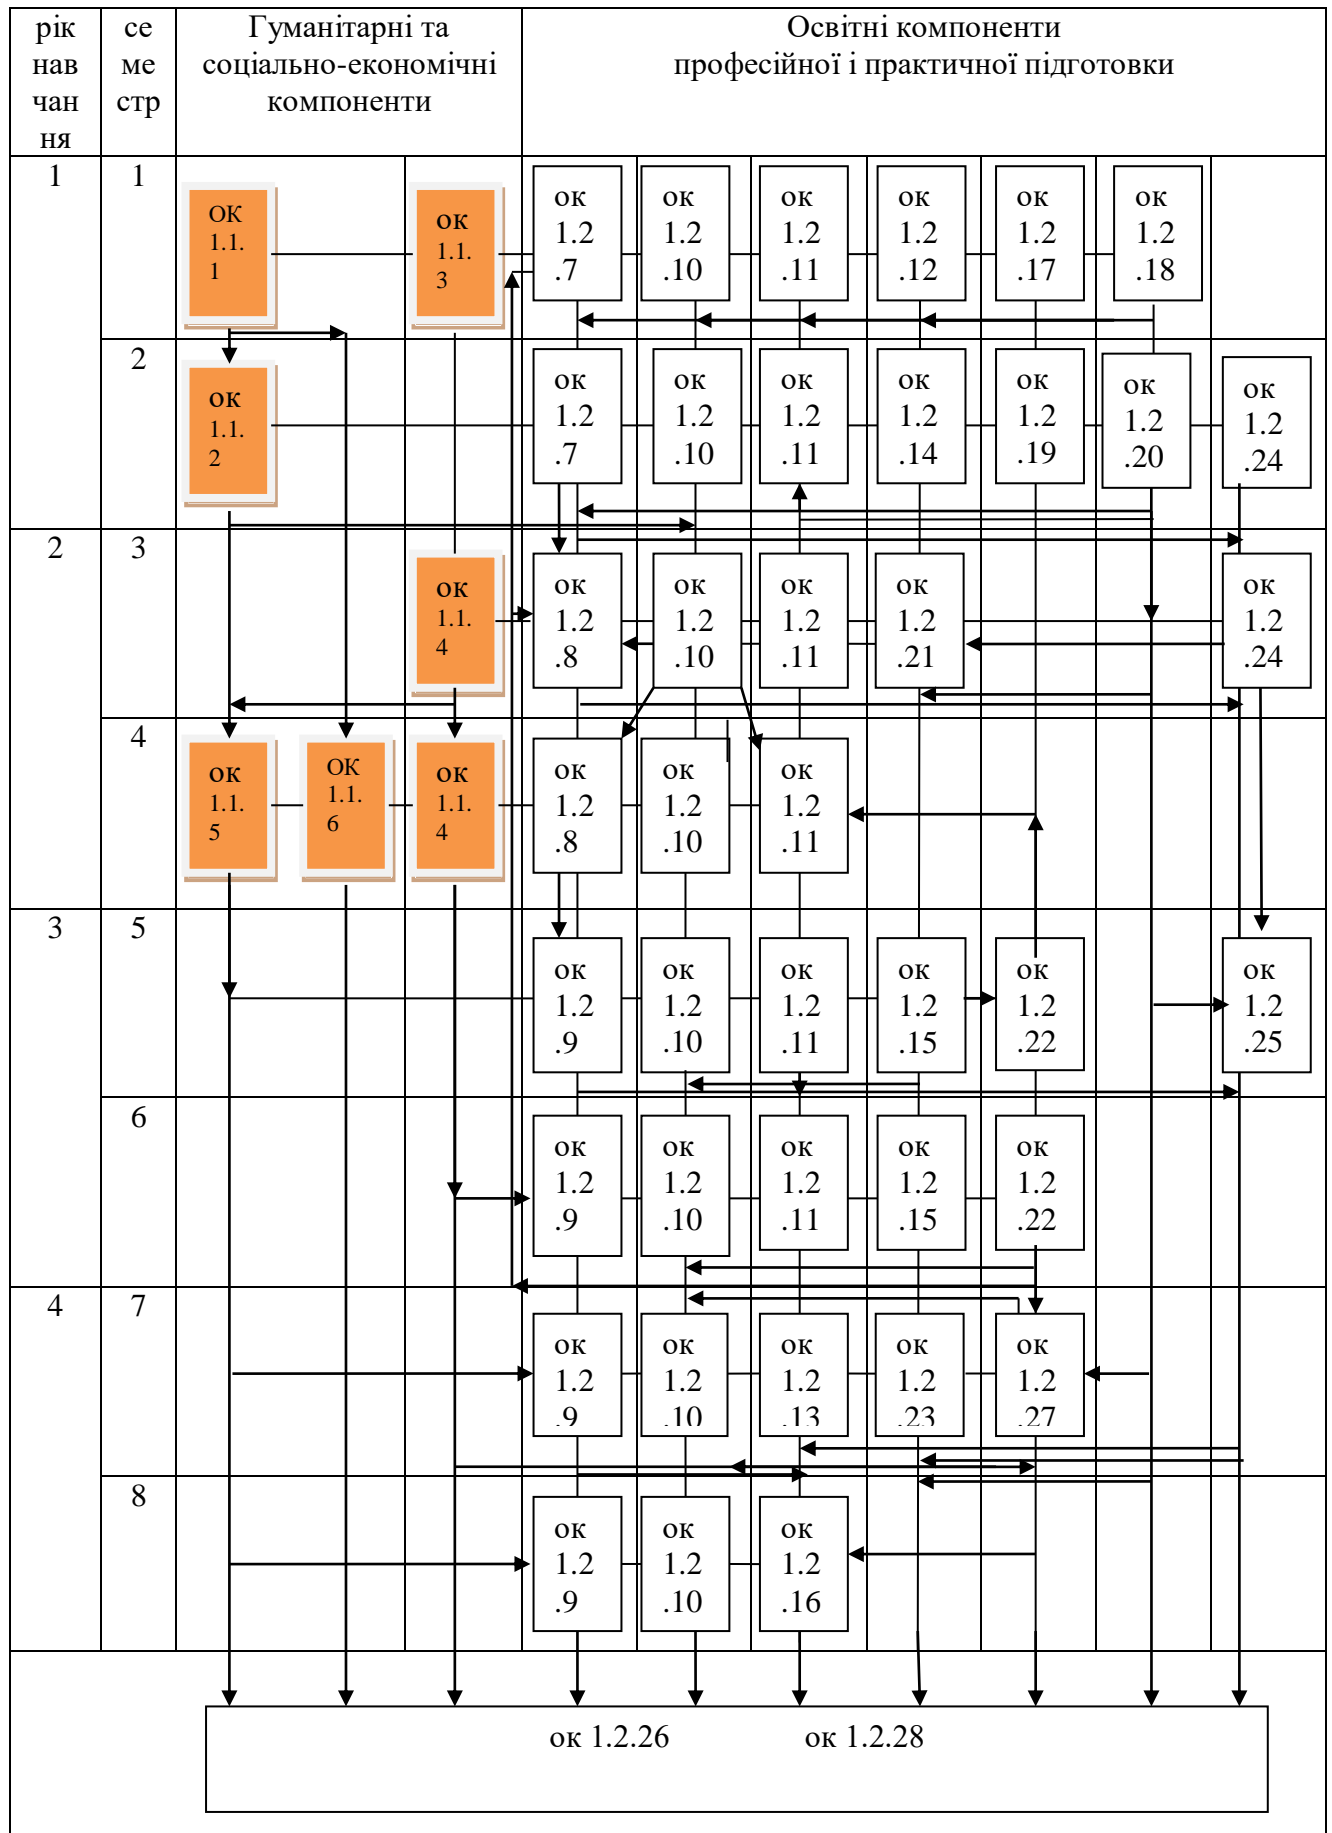 рік
нав
чан
ня
се
ме
стр
Гуманітарні та
соціально-економічні
компоненти
Освітні компоненти
професійної і практичної підготовки
1
1
ОК
1.1.
1
ок
1.1.
3
ок
1.2
.7
ок
1.2
.10
ок
1.2
.11
ок
1.2
.12
ок
1.2
.17
ок
1.2
.18
2
ок
1.1.
2
ок
1.2
.7
ок
1.2
.10
ок
1.2
.11
ок
1.2
.14
ок
1.2
.19
ок
1.2
.20
ок
1.2
.24
2
3
ок
1.1.
4
ок
1.2
.8
ок
1.2
.10
ок
1.2
.11
ок
1.2
.21
ок
1.2
.24
4
ок
1.1.
5
ОК
1.1.
6
ок
1.1.
4
ок
1.2
.8
ок
1.2
.10
ок
1.2
.11
3
5
ок
1.2
.9
ок
1.2
.10
ок
1.2
.11
ок
1.2
.15
ок
1.2
.22
ок
1.2
.25
6
ок
1.2
.9
ок
1.2
.10
ок
1.2
.11
ок
1.2
.15
ок
1.2
.22
4
7
ок
1.2
.9
ок
1.2
.10
ок
1.2
.13
ок
1.2
.23
ок
1.2
.27
8
ок
1.2
.9
ок
1.2
.10
ок
1.2
.16
ок 1.2.26 ок 1.2.28